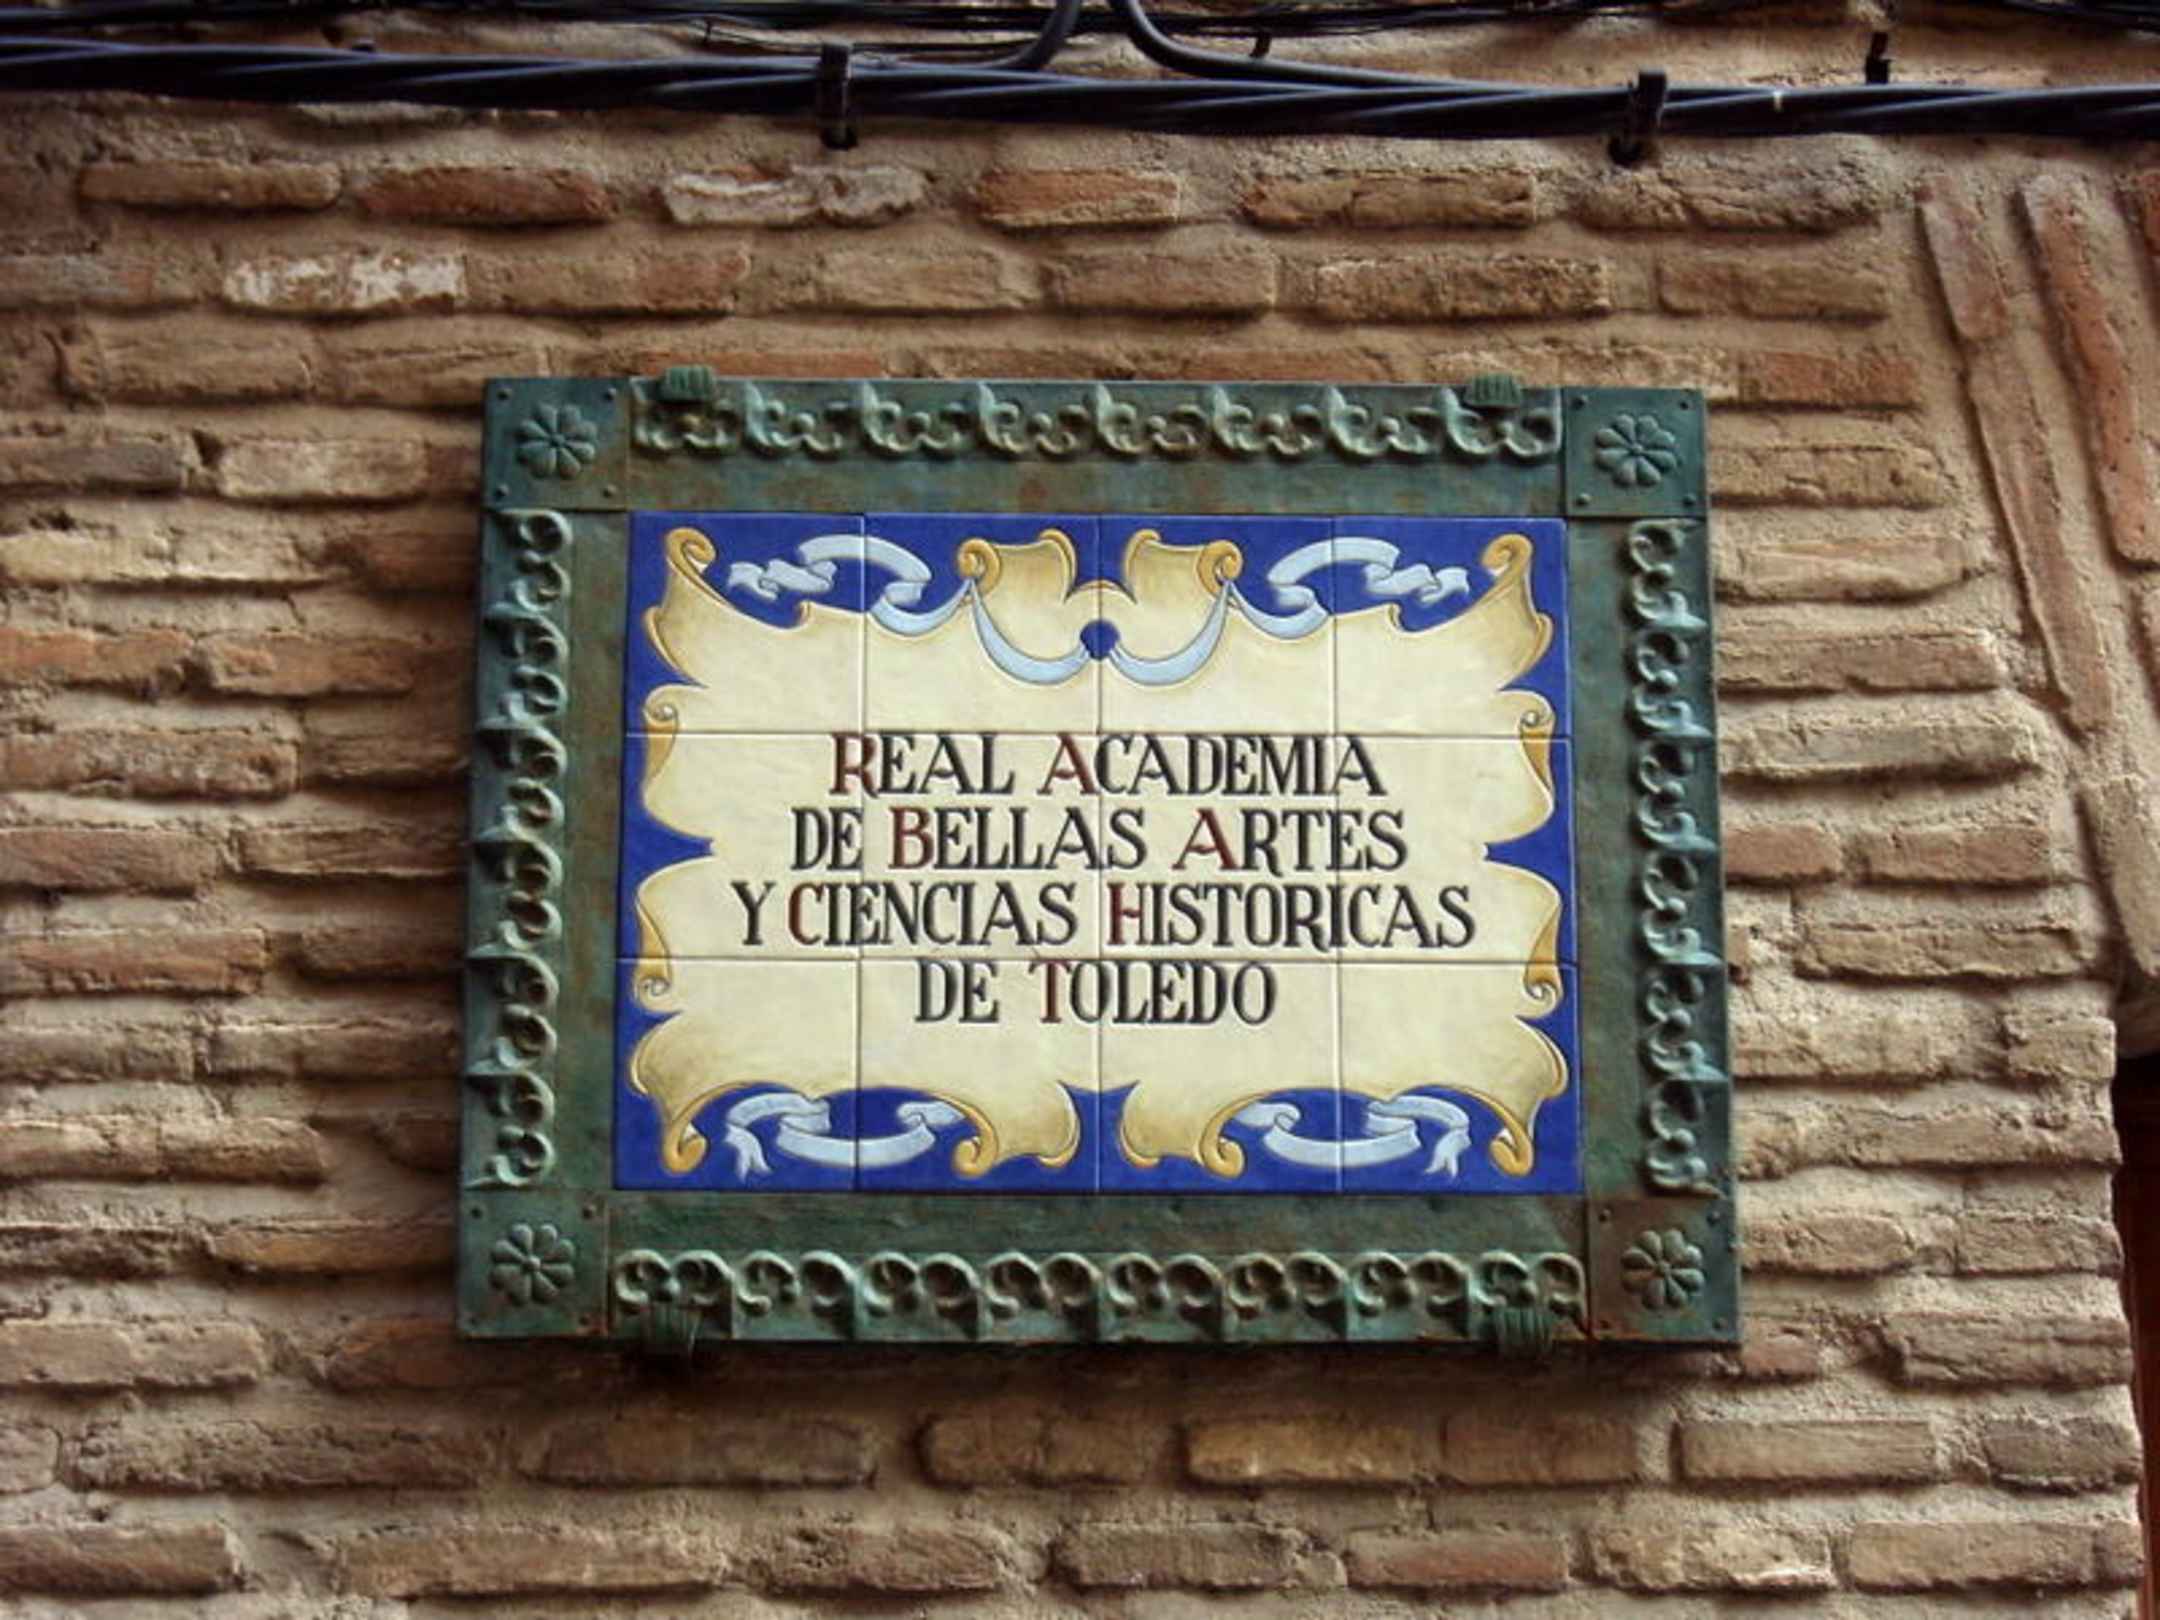 REAL ACADEMIA
DE BELLAS ARTES
Y CIENCIAS HISTORICAS
DE TOLEDO